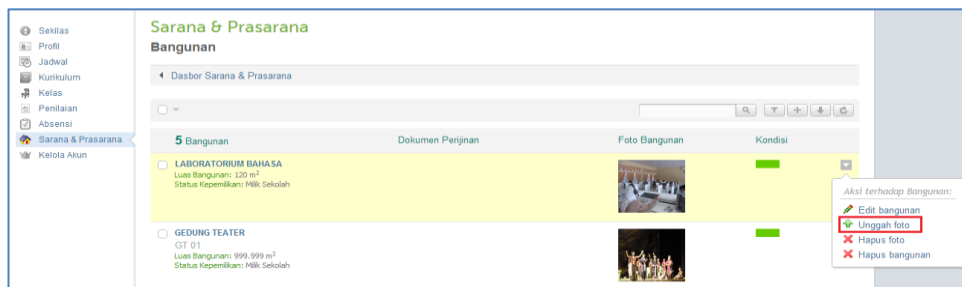 Sekilas
Profil
Jadwal
Kurikulum
Kelas
Penilaian
Absensi
Sarana & Prasarana
Kelola Akun
Sarana & Prasarana
Bangunan
Dasbor Sarana & Prasarana
5 Bangunan Dokumen Perijinan Foto Bangunan Kondisi
LABORATORIUM BAHASA
Luas Bangunan: 120 m²
Status Kepemilikan: Milik Sekolah
GEDUNG TEATER
GT 01
Luas Bangunan: 999.999 m²
Status Kepemilikan: Milik Sekolah
Aksi terhadap Bangunan:
Edit bangunan
Unggah foto
Hapus foto
Hapus bangunan